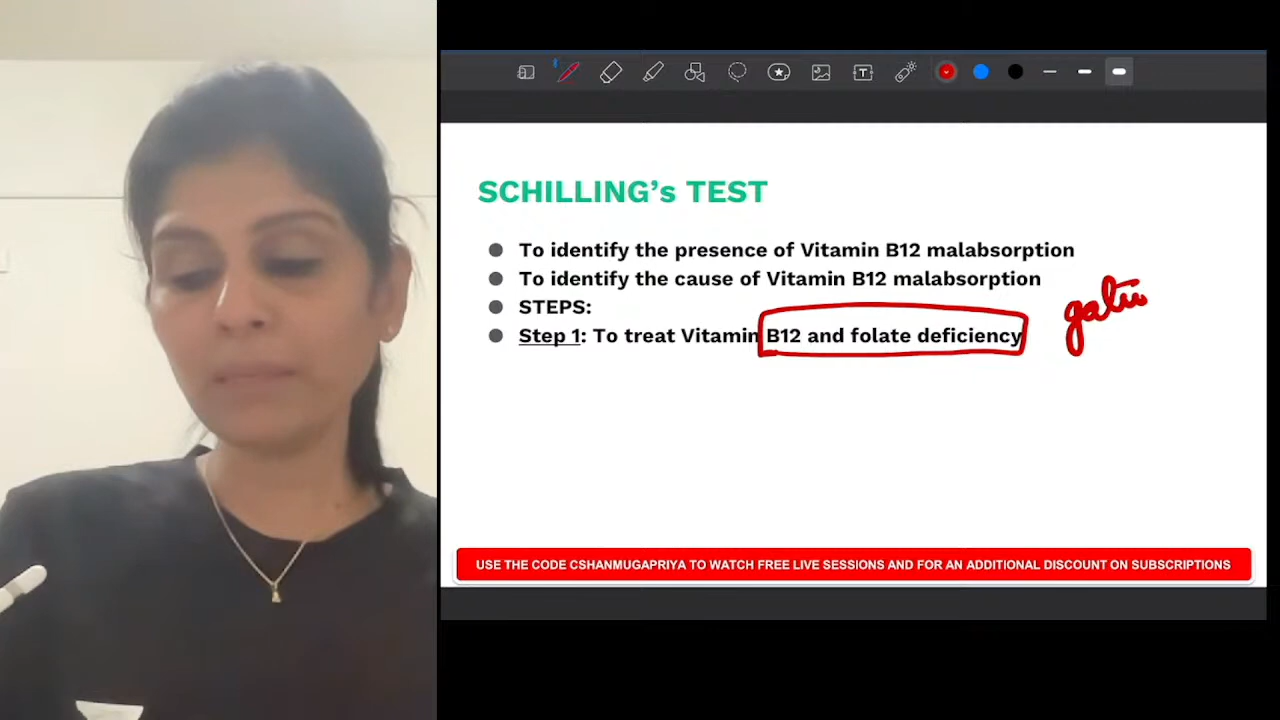 SCHILLING's TEST
● To identify the presence of Vitamin B12 malabsorption
● To identify the cause of Vitamin B12 malabsorption
● STEPS:
● Step 1: To treat Vitamin B12 and folate deficiency
USE THE CODE CSHANMUGAPRIYA TO WATCH FREE LIVE SESSIONS AND FOR AN ADDITIONAL DISCOUNT ON SUBSCRIPTIONS